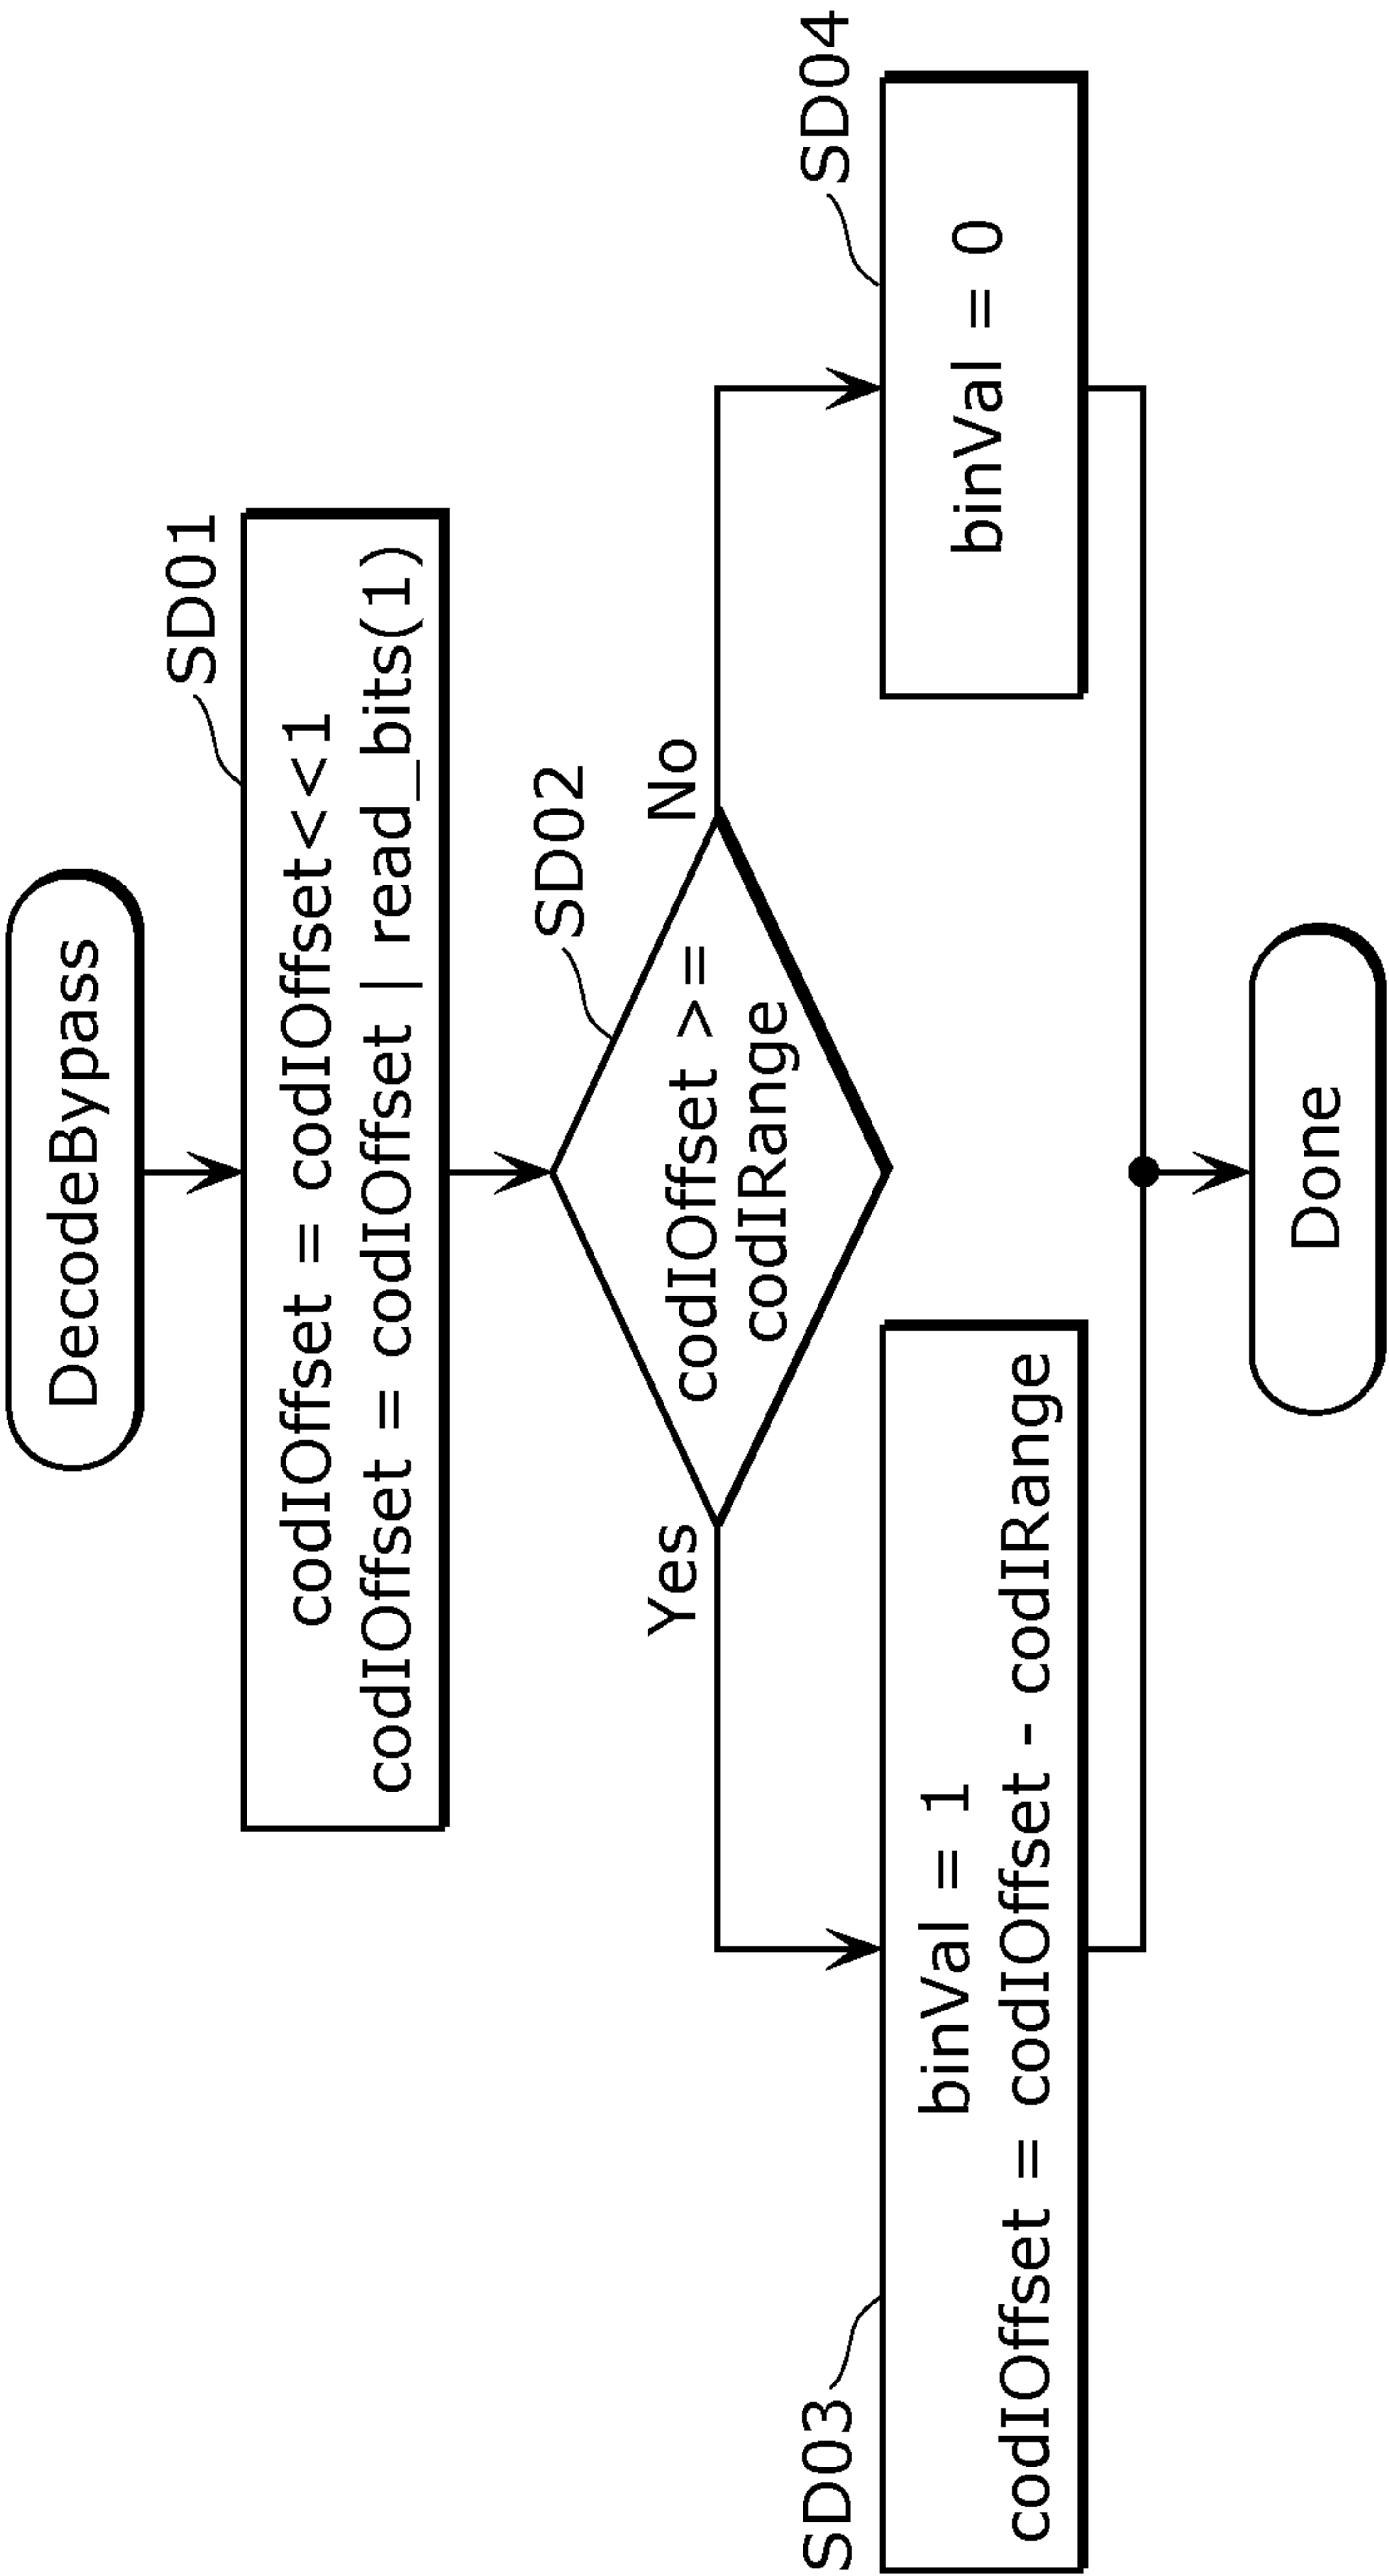 DecodeBypass
SD01
codIOffset = codIOffset<<1
codIOffset = codIOffset | read_bits(1)
SD02
codIOffset >=
codIRange
Yes
No
SD03
binVal = 1
codIOffset = codIOffset - codIRange
SD04
binVal = 0
Done